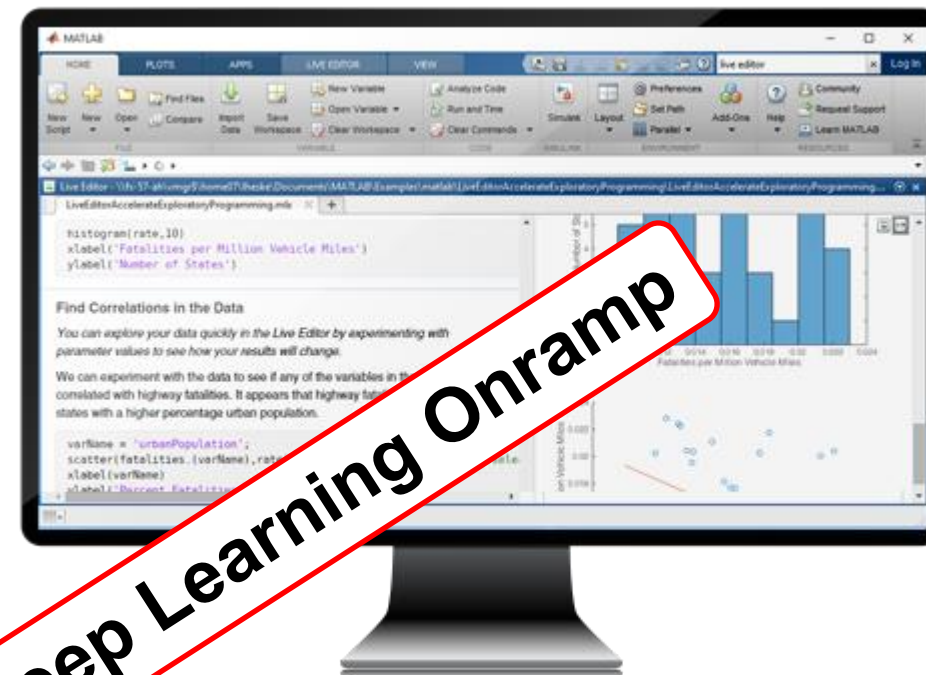 MATLAB
HOME PLOTS APPS LIVE EDITOR VIEW
live editor
Log In
New Script
New
Open
Find Files
Compare
Import Data
Save Workspace
New Variable
Open Variable
Clear Workspace
Analyze Code
Run and Time
Clear Commands
Simulink
Layout
Preferences
Set Path
Parallel
Add-Ons
Help
Community
Request Support
Learn MATLAB
FILE VARIABLE CODE SIMULINK ENVIRONMENT RESOURCES
LiveEditorAccelerateExploratoryProgramming.mlx
histogram(rate,10)
xlabel('Fatalities per Million Vehicle Miles')
ylabel('Number of States')
Find Correlations in the Data
You can explore your data quickly in the Live Editor by experimenting with
parameter values to see how your results will change.
We can experiment with the data to see if any of the variables in
correlated with highway fatalities. It appears that highway
states with a higher percentage urban population.
varName = 'urbanPopulation';
scatter(fatalities.(varName),
xlabel(varName)
Fatalities per Million Vehicle Miles
eep Learning Onramp